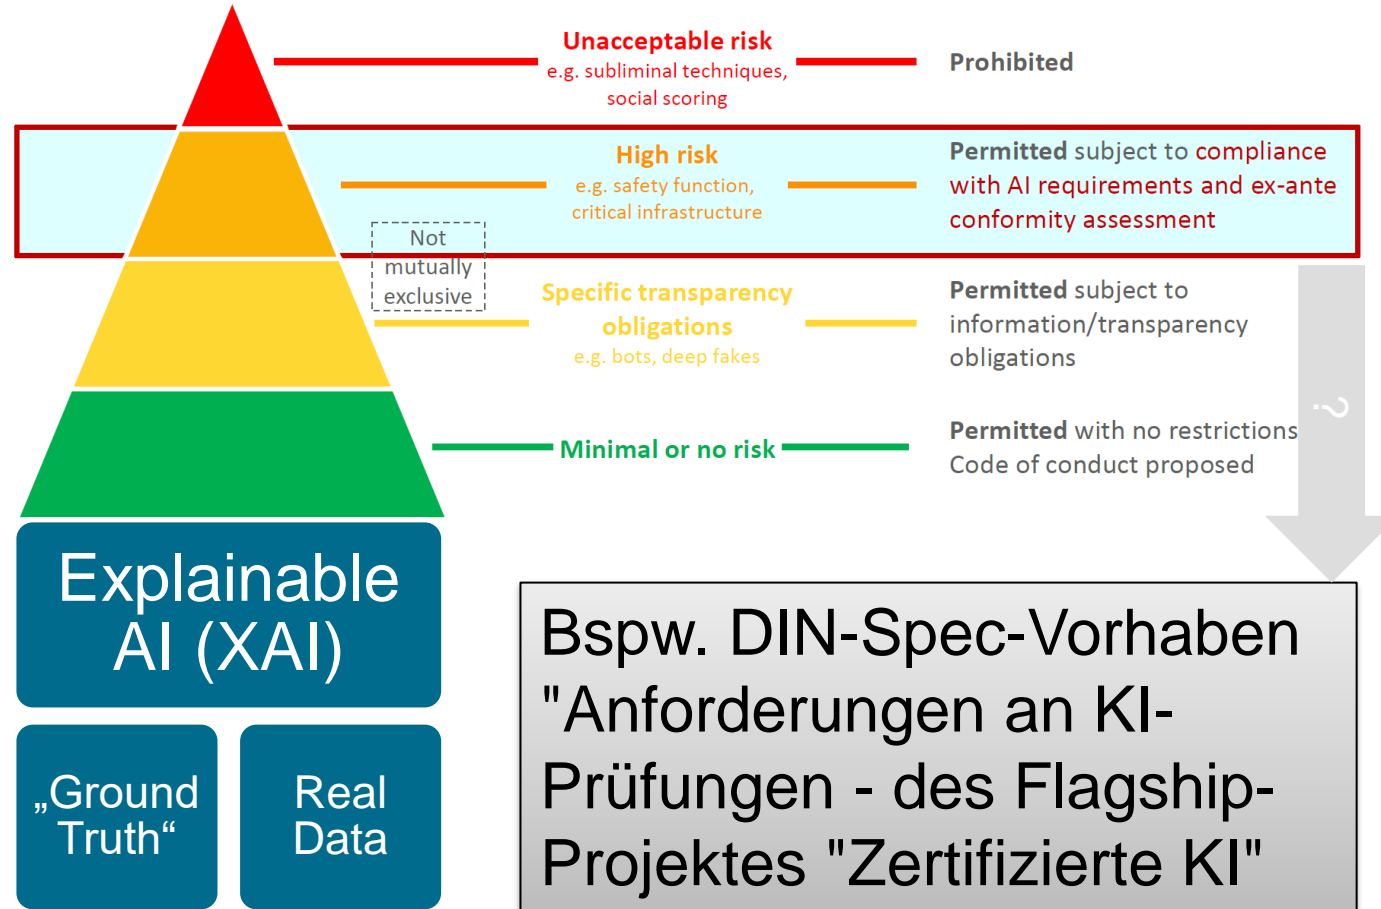 Unacceptable risk
e.g. subliminal techniques,
social scoring
Prohibited
High risk
e.g. safety function,
critical infrastructure
Permitted subject to compliance
with AI requirements and ex-ante
conformity assessment
Not
mutually
exclusive
Specific transparency
obligations
e.g. bots, deep fakes
Permitted subject to
information/transparency
obligations
?
Minimal or no risk
Permitted with no restrictions
Code of conduct proposed
Explainable
AI (XAI)
„Ground
Truth“
Real
Data
Bspw. DIN-Spec-Vorhaben
"Anforderungen an KI-
Prüfungen - des Flagship-
Projektes "Zertifizierte KI"